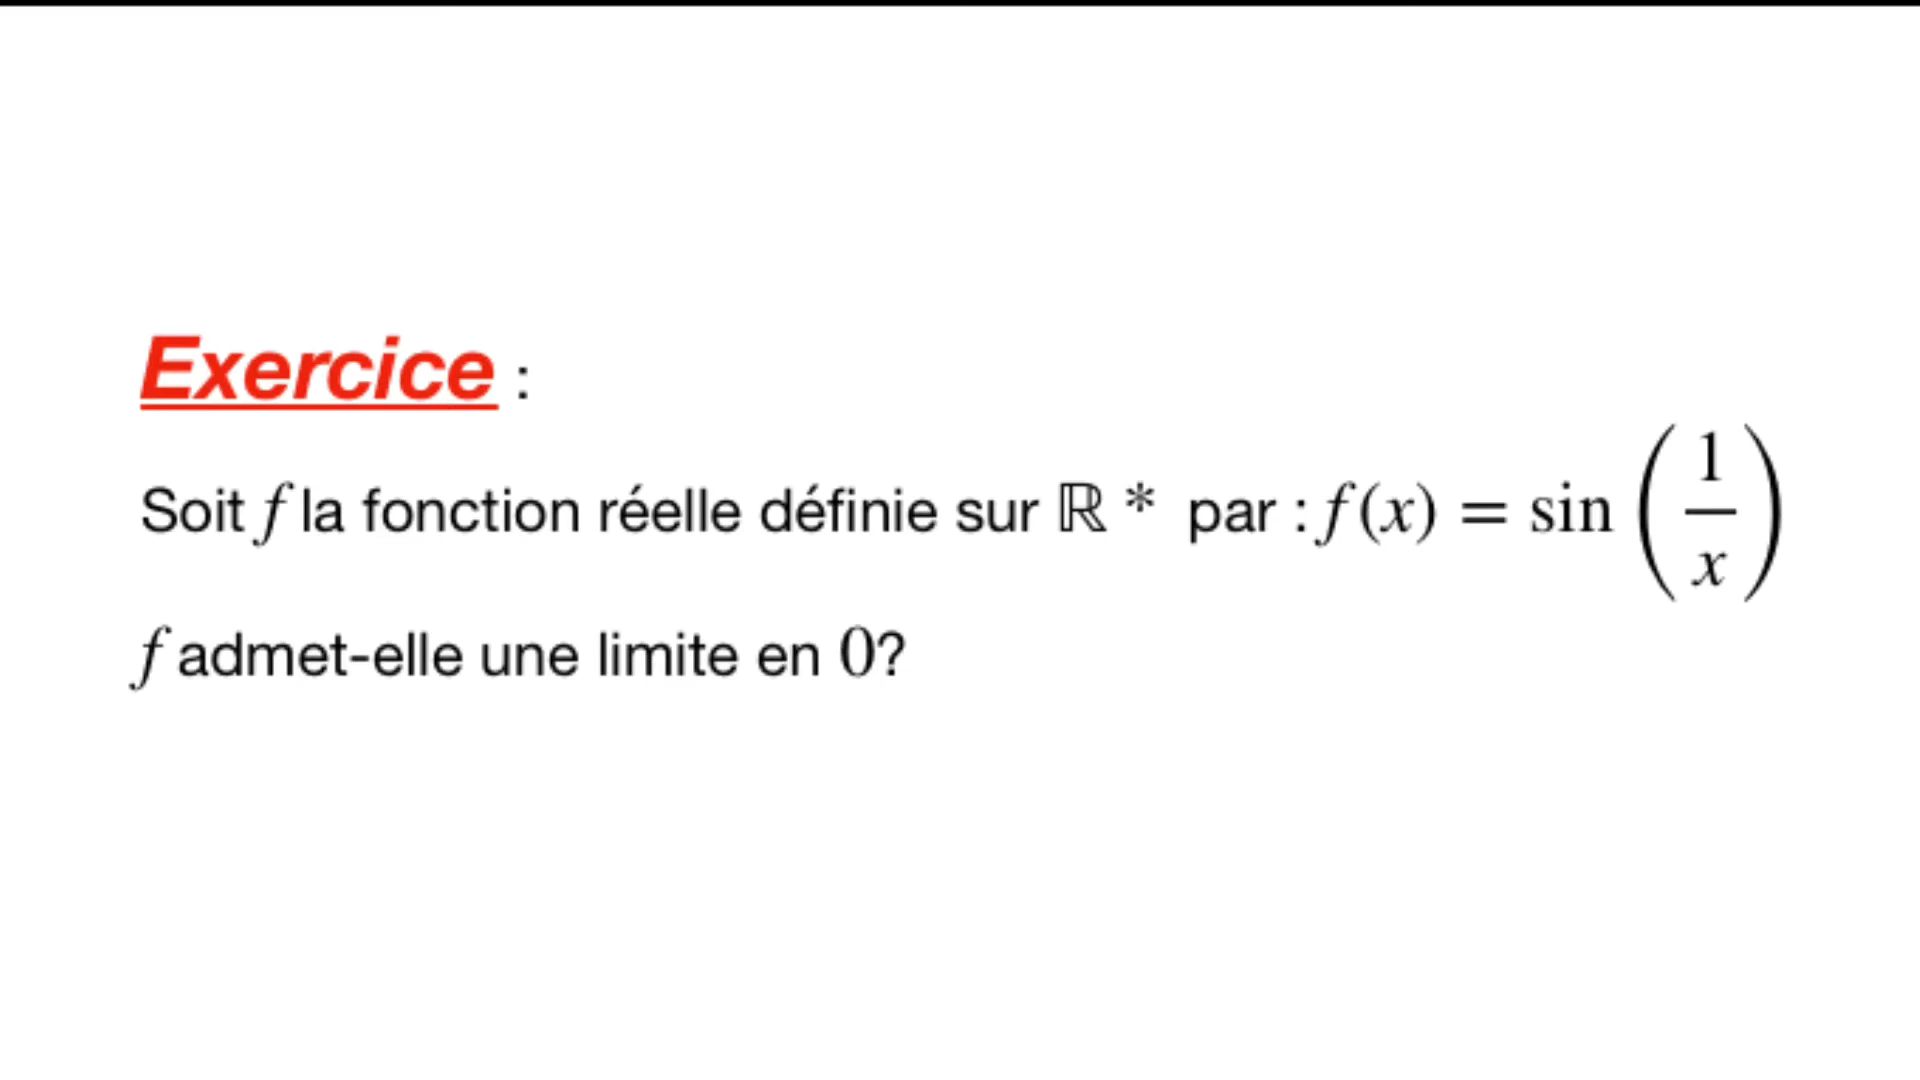 Exercice :
Soit f la fonction réelle définie sur ℝ * par : f(x) = sin (1/x)
f admet-elle une limite en 0?